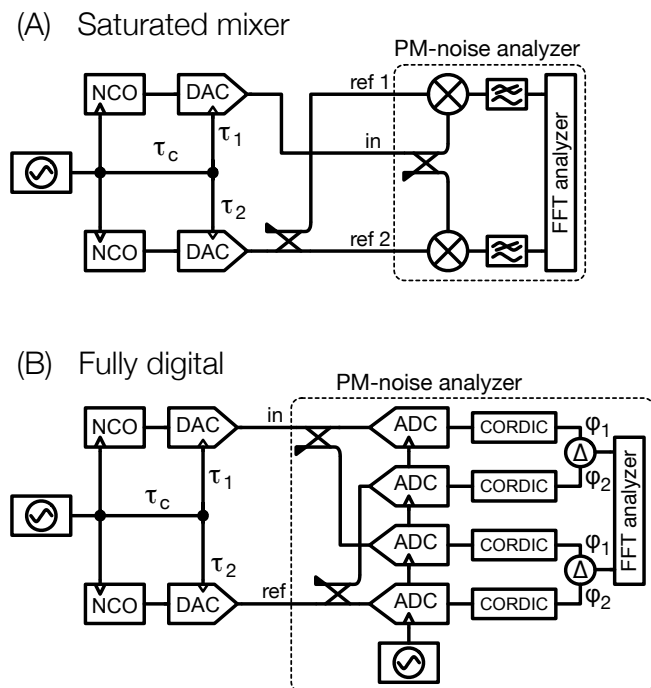 (A) Saturated mixer
PM-noise analyzer
NCO DAC ref 1
τ1
τc in
τ2
NCO DAC ref 2
FFT analyzer
(B) Fully digital
PM-noise analyzer
NCO DAC in ADC CORDIC φ1
Δ
τ1 ADC CORDIC φ2
τc
ADC CORDIC φ1
τ2 Δ
NCO DAC ref ADC CORDIC φ2
FFT analyzer